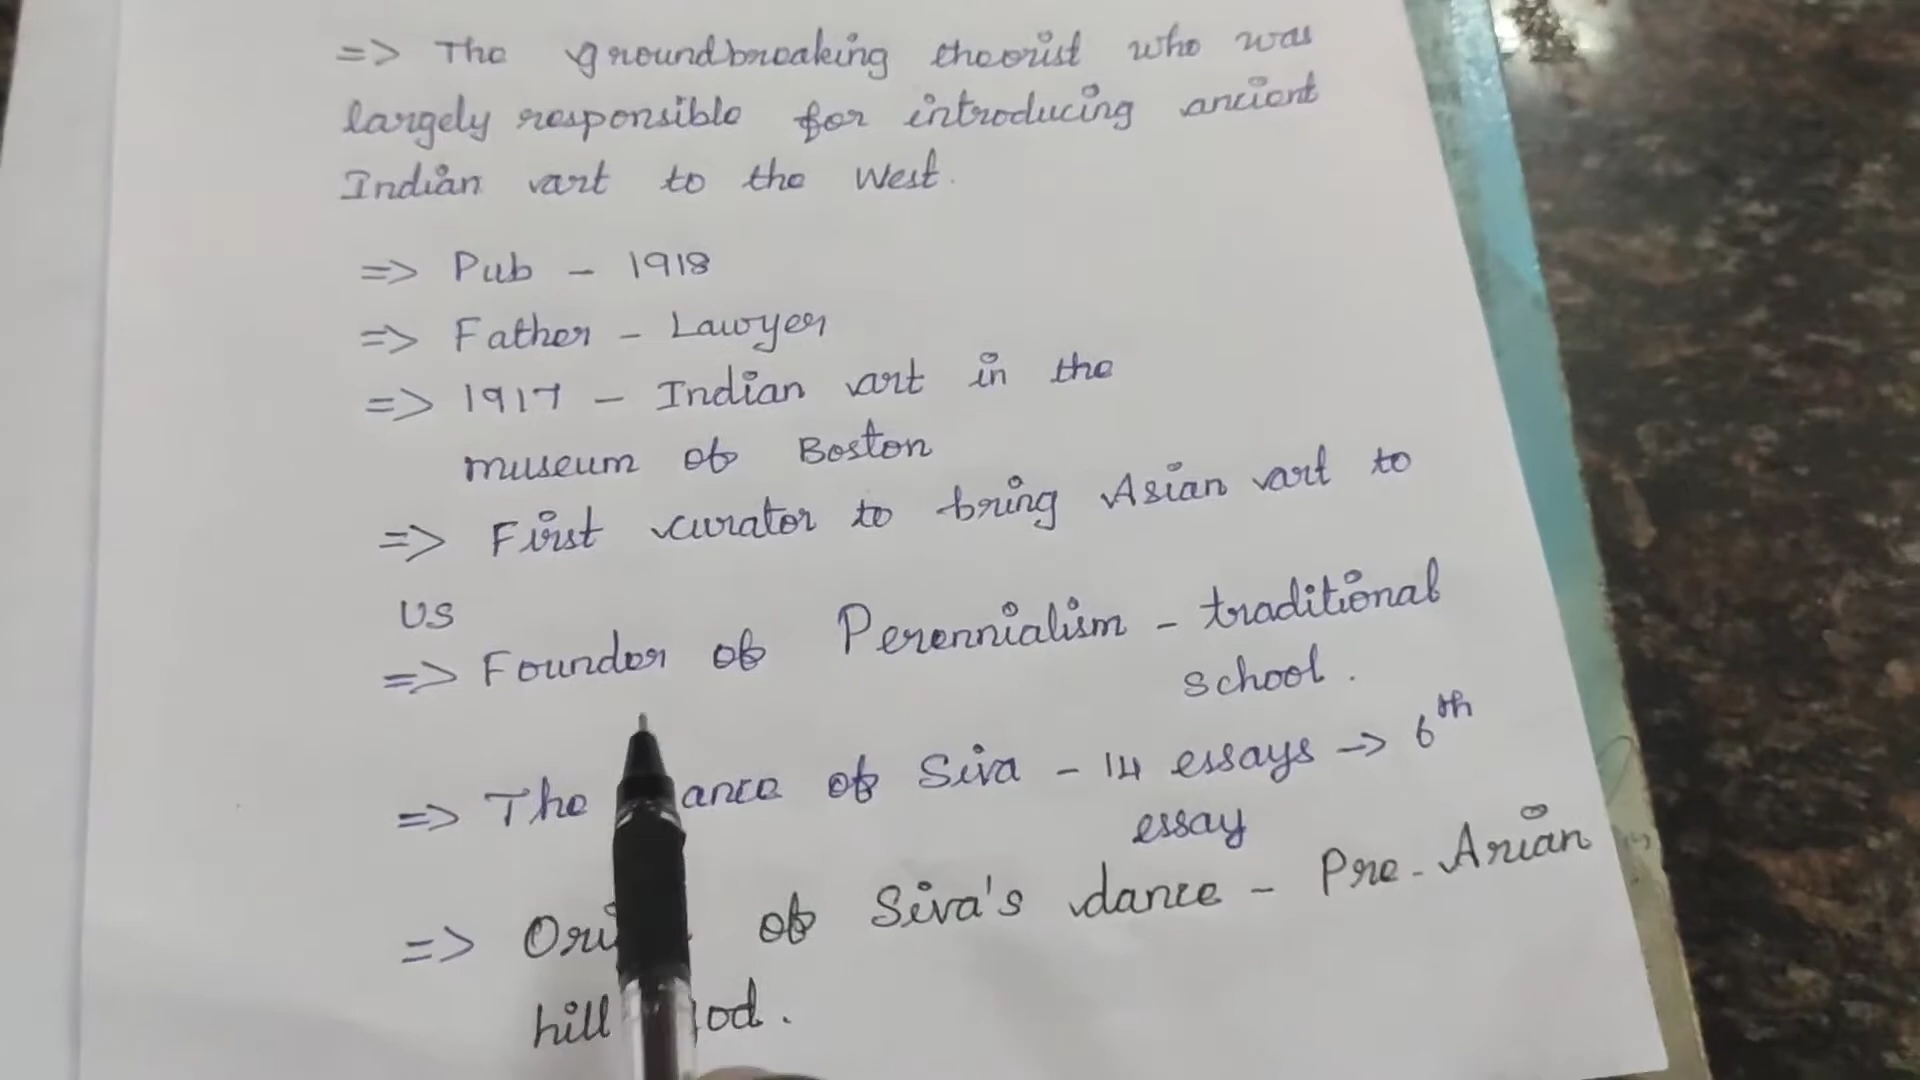 => The groundbreaking theorist who was
largely responsible for introducing ancient
Indian art to the West.
=> Pub - 1918
=> Father - Lawyer
=> 1917 - Indian art in the
museum of Boston
=> First curator to bring Asian art to
US
=> Founder of Perennialism - traditional
school.
=> The ance of Siva - 14 essays -> 6th
essay
=> Ori of Siva's dance - Pre-Arian
hill od.